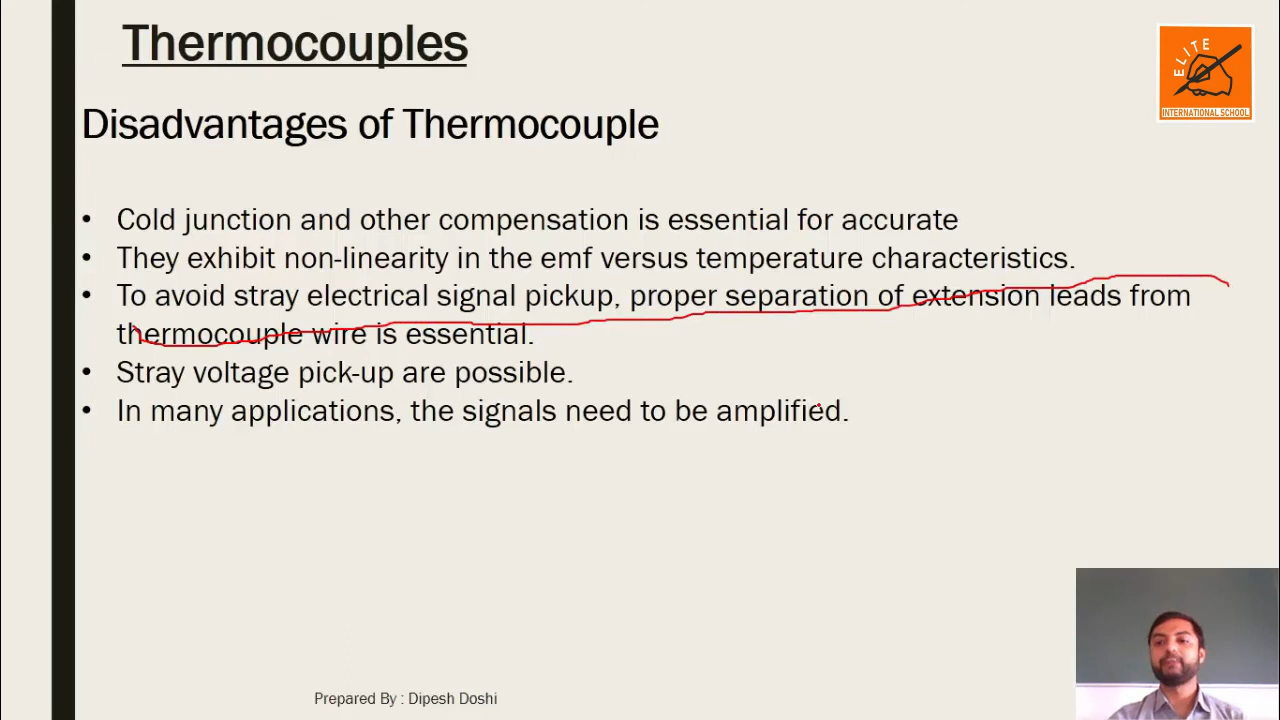 Thermocouples
ELITE
INTERNATIONAL SCHOOL
Disadvantages of Thermocouple
• Cold junction and other compensation is essential for accurate
• They exhibit non-linearity in the emf versus temperature characteristics.
• To avoid stray electrical signal pickup, proper separation of extension leads from
thermocouple wire is essential.
• Stray voltage pick-up are possible.
• In many applications, the signals need to be amplified.
Prepared By : Dipesh Doshi